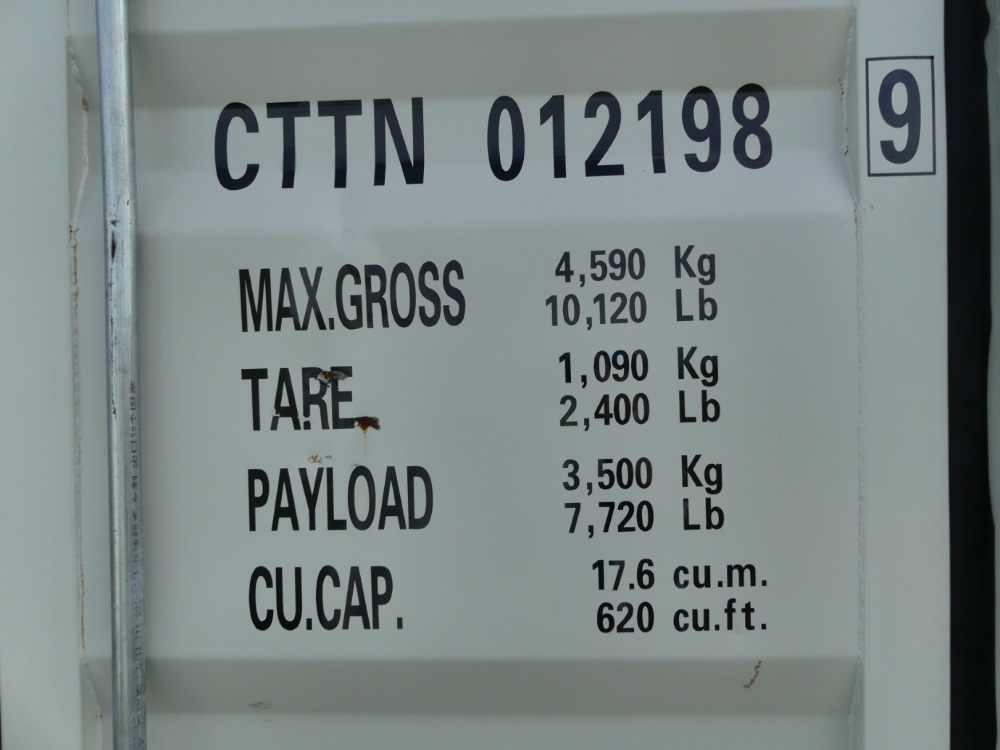 CTTN 012198 9
MAX.GROSS 4,590 Kg
10,120 Lb
TARE 1,090 Kg
2,400 Lb
PAYLOAD 3,500 Kg
7,720 Lb
CU.CAP. 17.6 cu.m.
620 cu.ft.